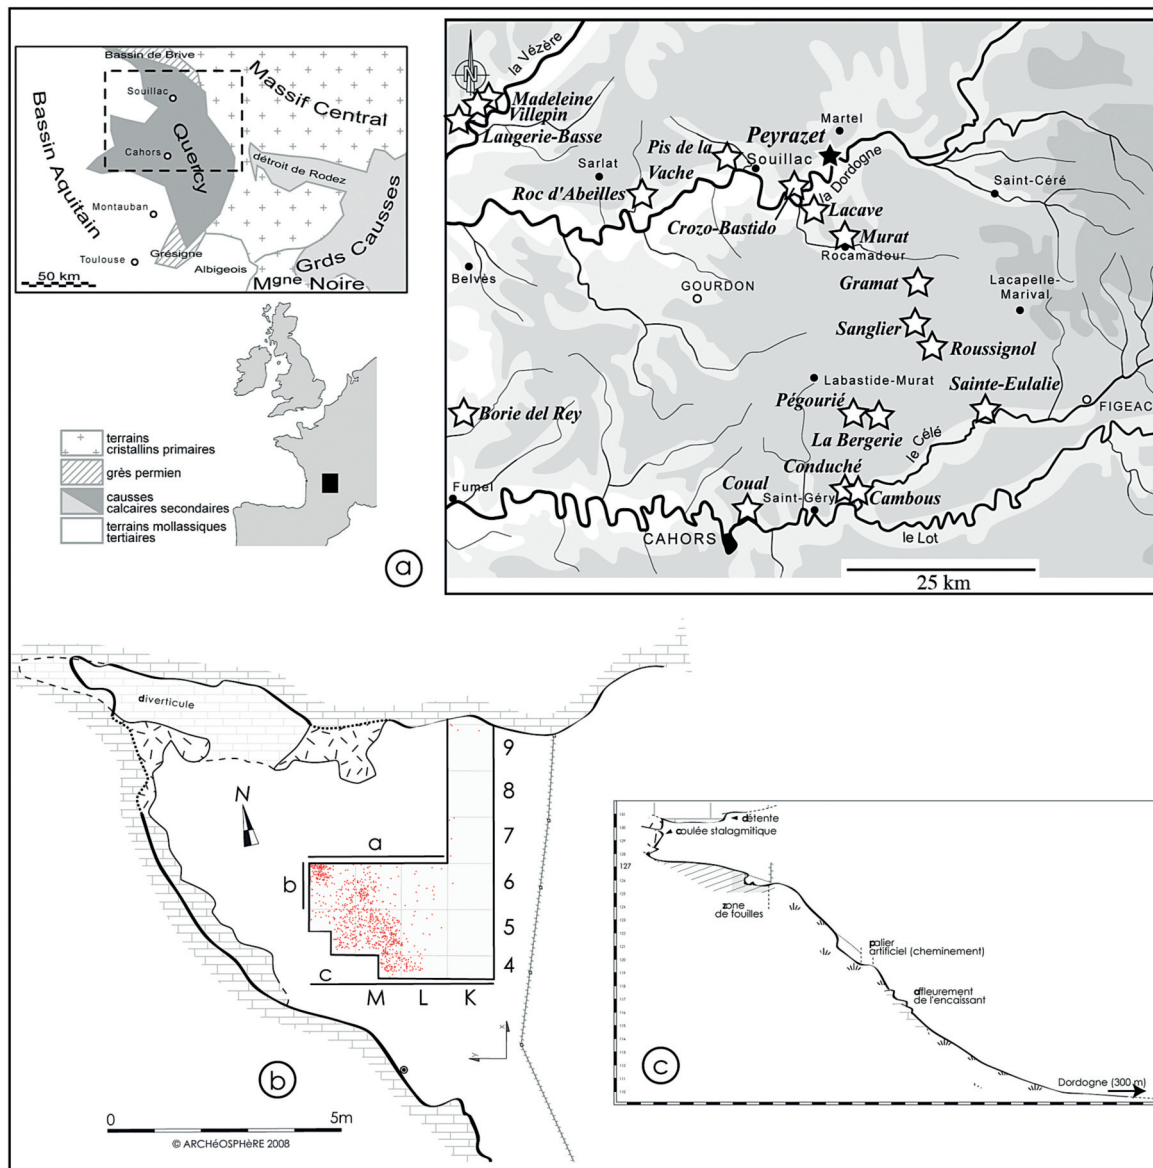 Bassin de Brive
Souillac
Massif Central
Bassin Aquitain
Quercy
Cahors
détroit de Rodez
Montauban
Toulouse
Grésigne
Albigeois
Mgne Noire
Grds Causses
50 km
terrains
cristallins primaires
grès permien
causses
calcaires secondaires
terrains mollassiques
tertiaires
a
N
la Vézère
Madeleine
Villepin
Laugerie-Basse
Sarlat
Pis de la
Vache
Roc d'Abeilles
Peyrazet
Souillac
Martel
la Dordogne
Saint-Céré
Crozo-Bastido
Lacave
Murat
Rocamadour
Belvès
GOURDON
Gramat
Lacapelle-
Marival
Sanglier
Roussignol
Labastide-Murat
Sainte-Eulalie
Pégourié
FIGEAC
Borie del Rey
La Bergerie
le Célé
Conduché
Fumel
Coual
Saint-Géry
Cambous
CAHORS
le Lot
25 km
diverticule
N
9
8
7
6
5
4
a
b
c
M L K
X
Y
b
0 5m
© ARCHéOSPHèRE 2008
détente
coulée stalagmitique
127
zone
de fouilles
palier
artificiel (cheminement)
affleurement
de l'encaissant
Dordogne (300 m)
c